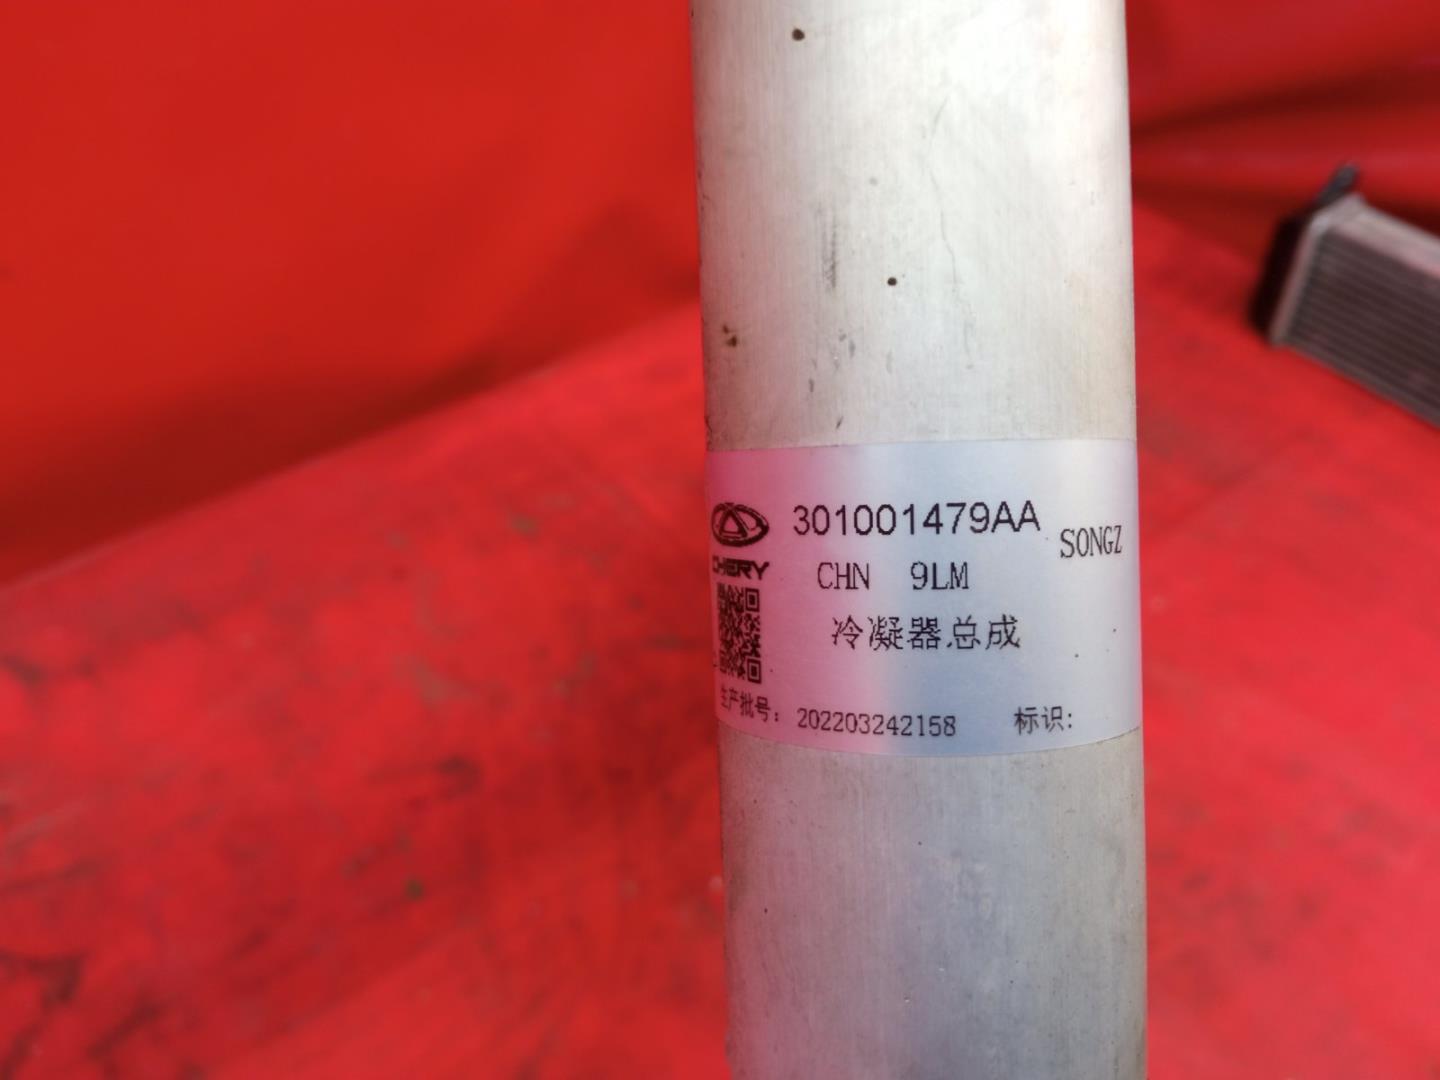 301001479AA
SONGZ
CHERY
CHN 9LM
冷凝器总成
生产批号：202203242158 标识：